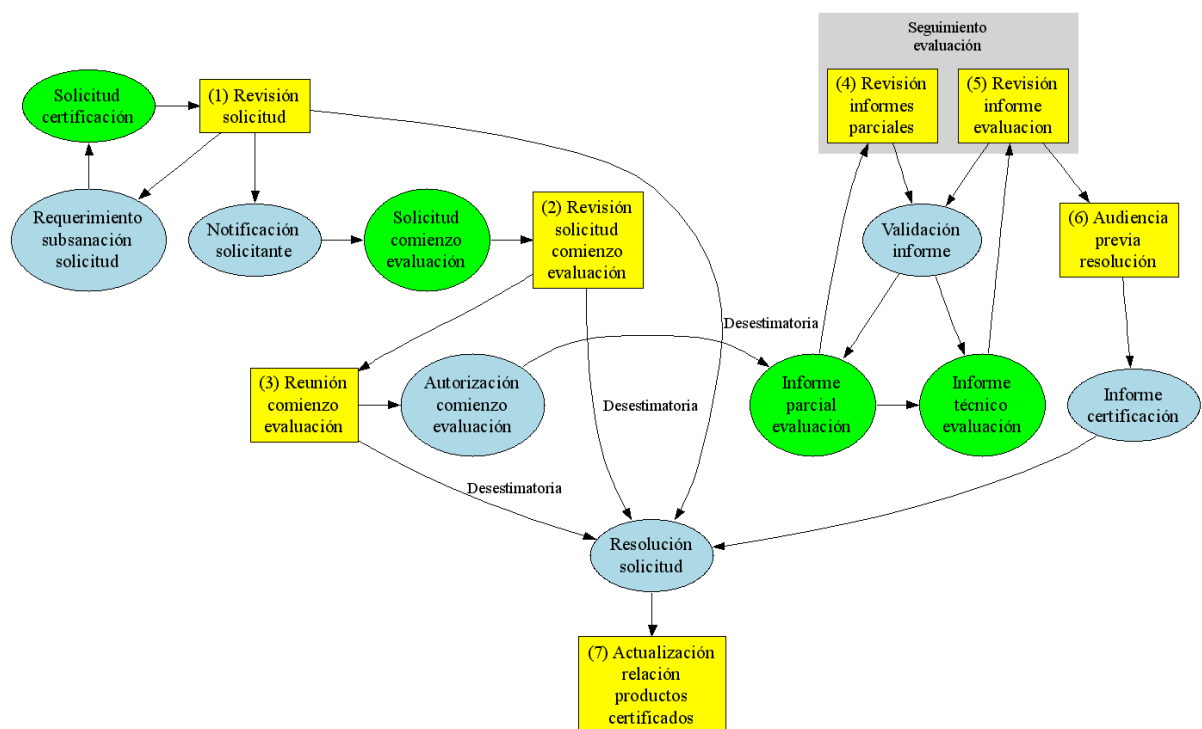 Seguimiento
evaluación
Solicitud
certificación
(1) Revisión
solicitud
(4) Revisión
informes
parciales
(5) Revisión
informe
evaluacion
Requerimiento
subsanación
solicitud
Notificación
solicitante
Solicitud
comienzo
evaluación
(2) Revisión
solicitud
comienzo
evaluación
Validación
informe
(6) Audiencia
previa
resolución
Desestimatoria
(3) Reunión
comienzo
evaluación
Autorización
comienzo
evaluación
Desestimatoria
Informe
parcial
evaluación
Informe
técnico
evaluación
Informe
certificación
Desestimatoria
Resolución
solicitud
(7) Actualización
relación
productos
certificados